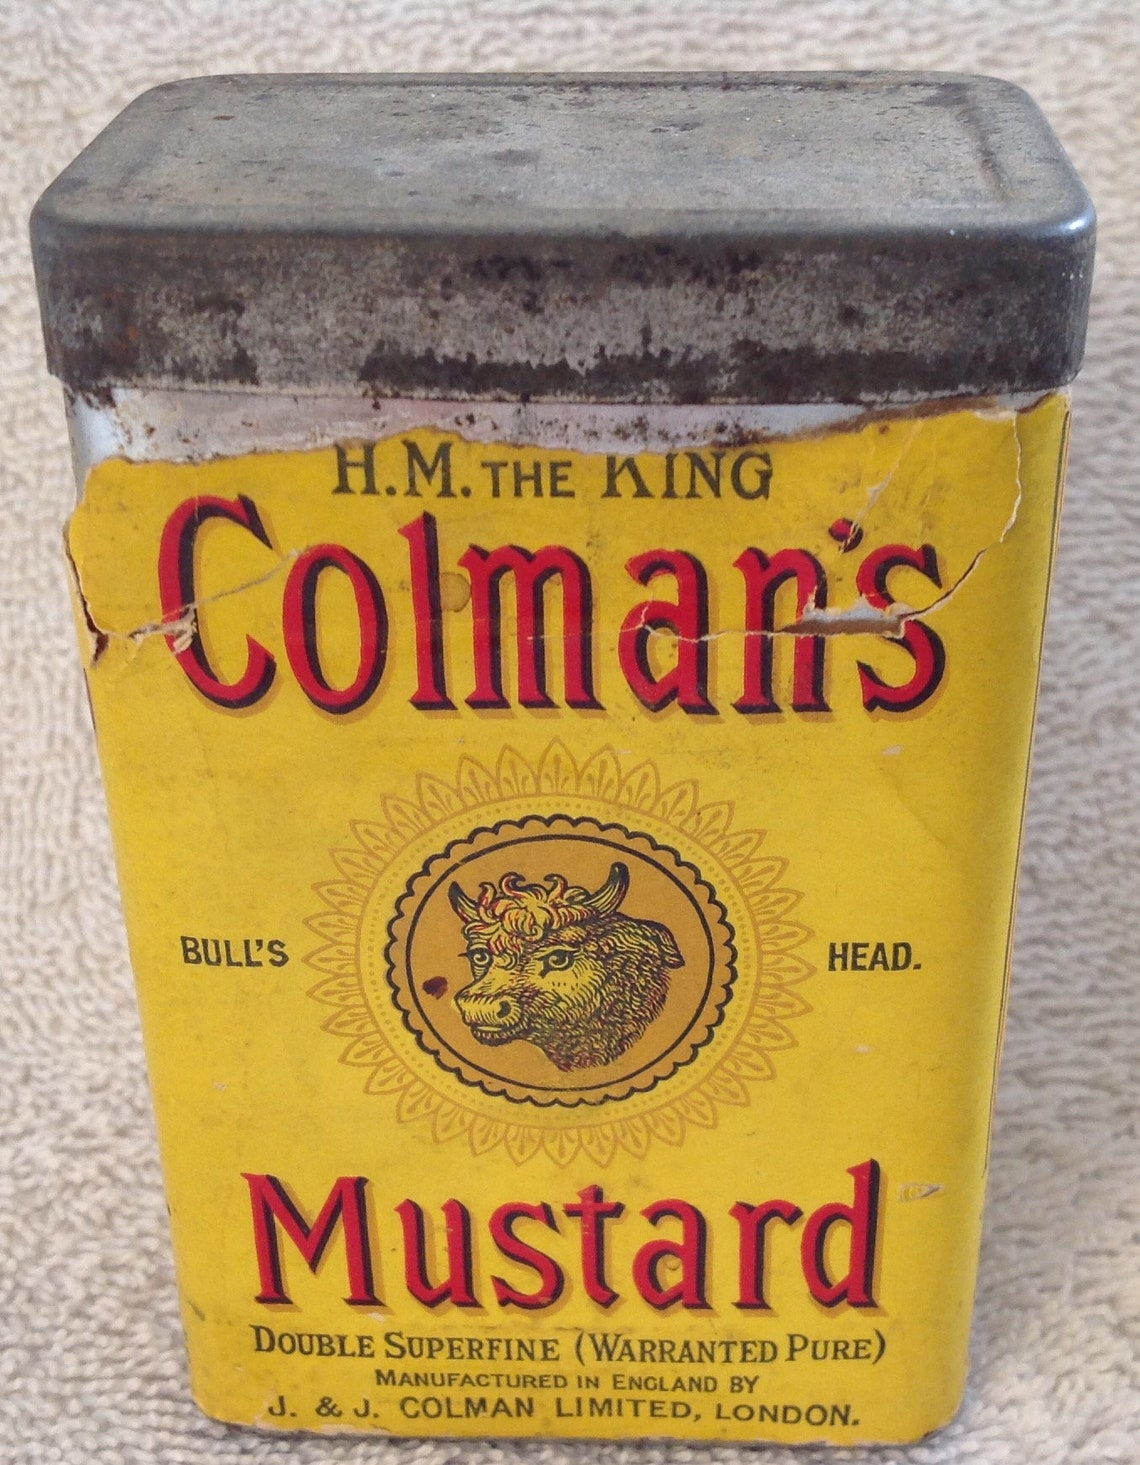 H.M. THE KING
Colman's
BULL'S HEAD.
Mustard
DOUBLE SUPERFINE (WARRANTED PURE)
MANUFACTURED IN ENGLAND BY
J. & J. COLMAN LIMITED, LONDON.